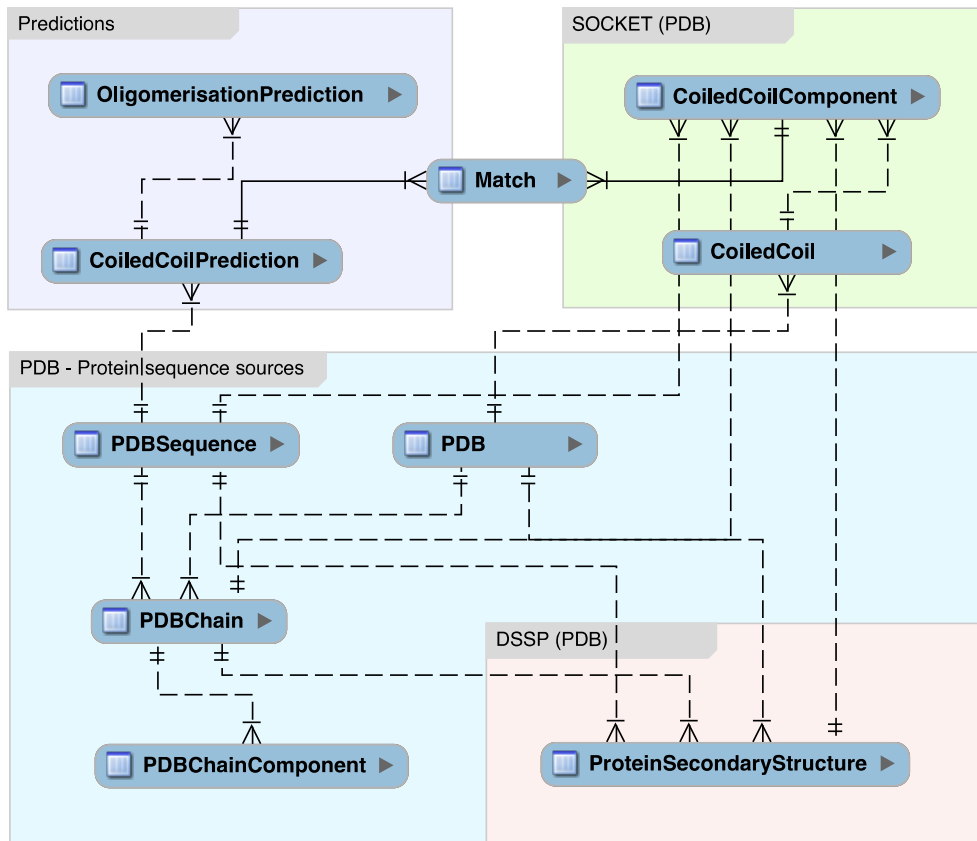 Predictions
SOCKET (PDB)
OligomerisationPrediction
CoiledCoilComponent
Match
CoiledCoilPrediction
CoiledCoil
PDB - Protein sequence sources
PDBSequence
PDB
PDBChain
DSSP (PDB)
PDBChainComponent
ProteinSecondaryStructure